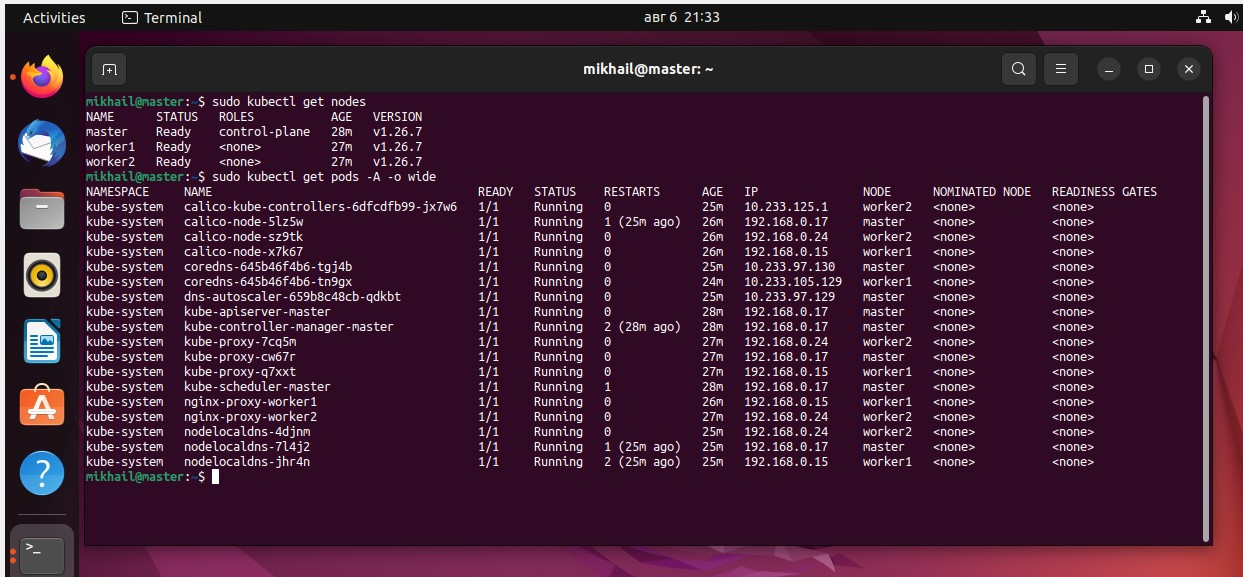 Activities Terminal авг 6 21:33
mikhail@master: ~
mikhail@master:~$ sudo kubectl get nodes
NAME STATUS ROLES AGE VERSION
master Ready control-plane 28m v1.26.7
worker1 Ready <none> 27m v1.26.7
worker2 Ready <none> 27m v1.26.7
mikhail@master:~$ sudo kubectl get pods -A -o wide
NAMESPACE NAME READY STATUS RESTARTS AGE IP NODE NOMINATED NODE READINESS GATES
kube-system calico-kube-controllers-6dfcdfb99-jx7w6 1/1 Running 0 25m 10.233.125.1 worker2 <none> <none>
kube-system calico-node-5lz5w 1/1 Running 1 (25m ago) 26m 192.168.0.17 master <none> <none>
kube-system calico-node-sz9tk 1/1 Running 0 26m 192.168.0.24 worker2 <none> <none>
kube-system calico-node-x7k67 1/1 Running 0 26m 192.168.0.15 worker1 <none> <none>
kube-system coredns-645b46f4b6-tgj4b 1/1 Running 0 25m 10.233.97.130 master <none> <none>
kube-system coredns-645b46f4b6-tn9gx 1/1 Running 0 24m 10.233.105.129 worker1 <none> <none>
kube-system dns-autoscaler-659b8c48cb-qdkbt 1/1 Running 0 25m 10.233.97.129 master <none> <none>
kube-system kube-apiserver-master 1/1 Running 0 28m 192.168.0.17 master <none> <none>
kube-system kube-controller-manager-master 1/1 Running 2 (28m ago) 28m 192.168.0.17 master <none> <none>
kube-system kube-proxy-7cq5m 1/1 Running 0 27m 192.168.0.24 worker2 <none> <none>
kube-system kube-proxy-cw67r 1/1 Running 0 27m 192.168.0.17 master <none> <none>
kube-system kube-proxy-q7xxt 1/1 Running 0 27m 192.168.0.15 worker1 <none> <none>
kube-system kube-scheduler-master 1/1 Running 1 28m 192.168.0.17 master <none> <none>
kube-system nginx-proxy-worker1 1/1 Running 0 26m 192.168.0.15 worker1 <none> <none>
kube-system nginx-proxy-worker2 1/1 Running 0 27m 192.168.0.24 worker2 <none> <none>
kube-system nodelocaldns-4djnm 1/1 Running 0 25m 192.168.0.24 worker2 <none> <none>
kube-system nodelocaldns-7l4j2 1/1 Running 1 (25m ago) 25m 192.168.0.17 master <none> <none>
kube-system nodelocaldns-jhr4n 1/1 Running 2 (25m ago) 25m 192.168.0.15 worker1 <none> <none>
mikhail@master:~$